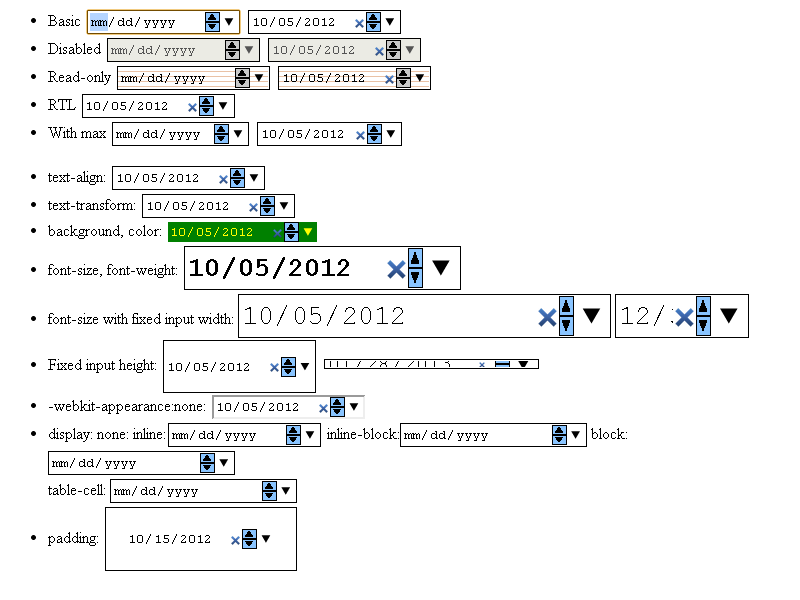 Basic mm/dd/yyyy 10/05/2012
Disabled mm/dd/yyyy 10/05/2012
Read-only mm/dd/yyyy 10/05/2012
RTL 10/05/2012
With max mm/dd/yyyy 10/05/2012
text-align: 10/05/2012
text-transform: 10/05/2012
background, color: 10/05/2012
font-size, font-weight: 10/05/2012
font-size with fixed input width: 10/05/2012 12/
Fixed input height: 10/05/2012
-webkit-appearance:none: 10/05/2012
display: none: inline: mm/dd/yyyy inline-block: mm/dd/yyyy block:
mm/dd/yyyy
table-cell: mm/dd/yyyy
padding: 10/15/2012